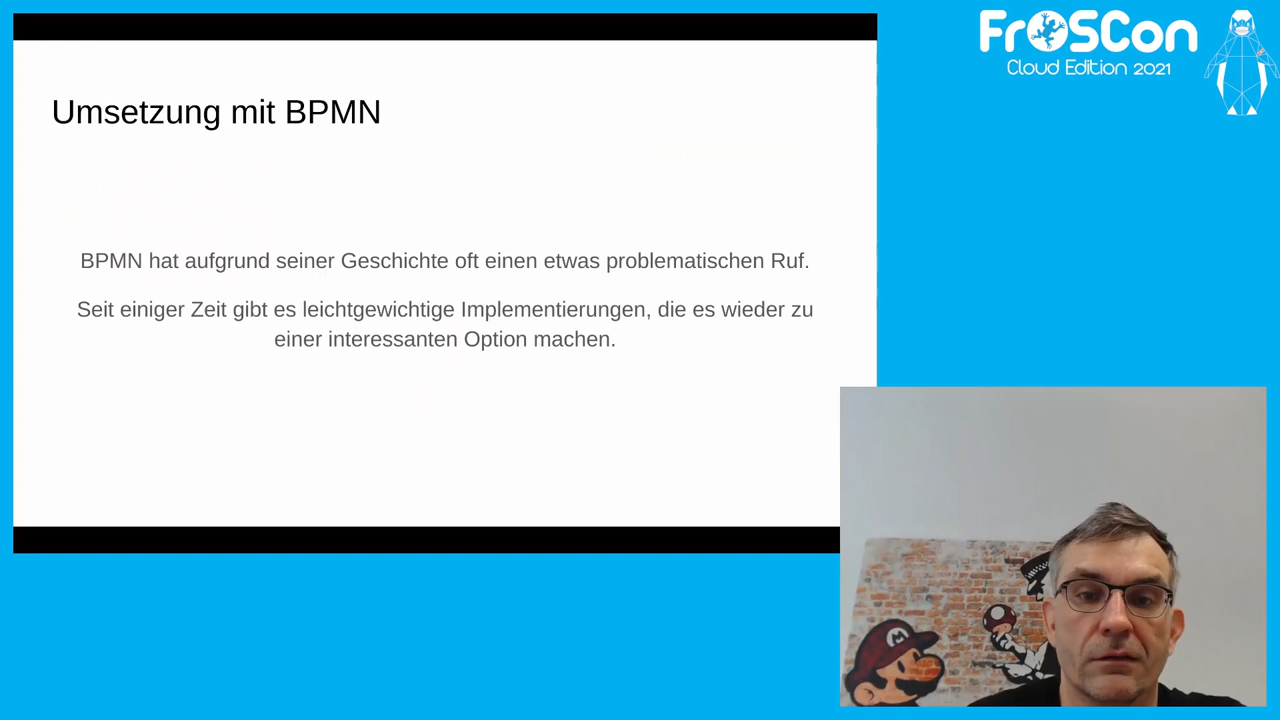 FrOSCon
Cloud Edition 2021
Umsetzung mit BPMN
BPMN hat aufgrund seiner Geschichte oft einen etwas problematischen Ruf.
Seit einiger Zeit gibt es leichtgewichtige Implementierungen, die es wieder zu
einer interessanten Option machen.
M